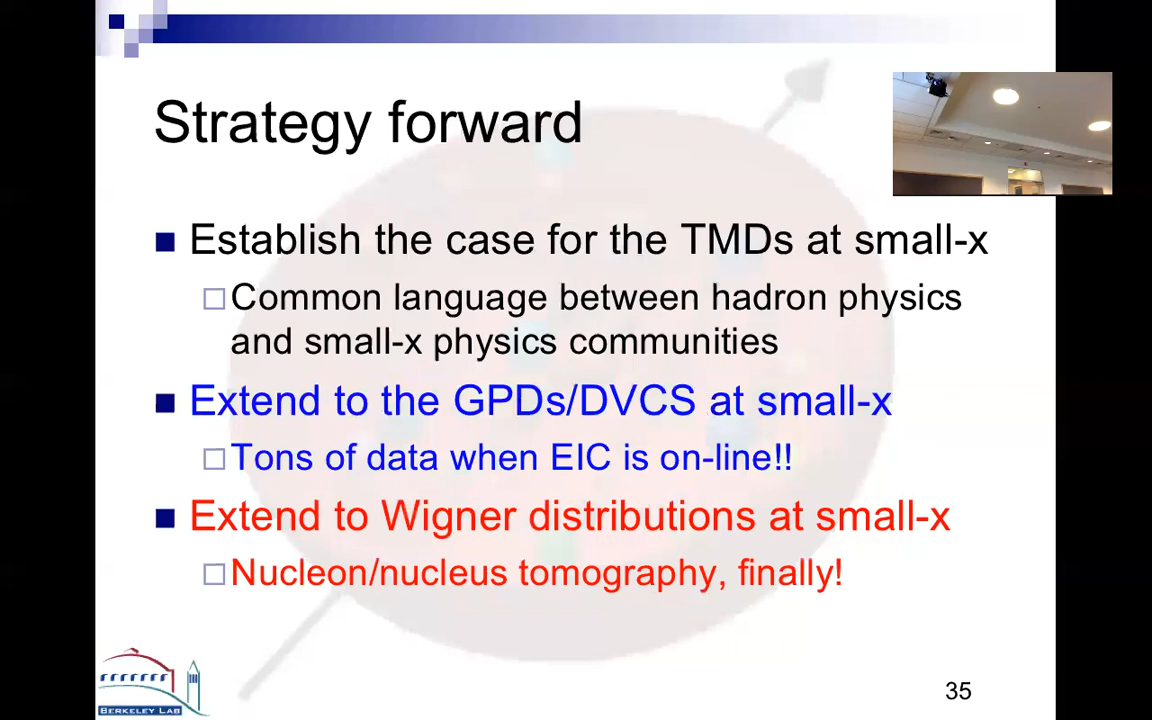 Strategy forward
Establish the case for the TMDs at small-x
Common language between hadron physics
and small-x physics communities
Extend to the GPDs/DVCS at small-x
Tons of data when EIC is on-line!!
Extend to Wigner distributions at small-x
Nucleon/nucleus tomography, finally!
BERKELEY LAB
35